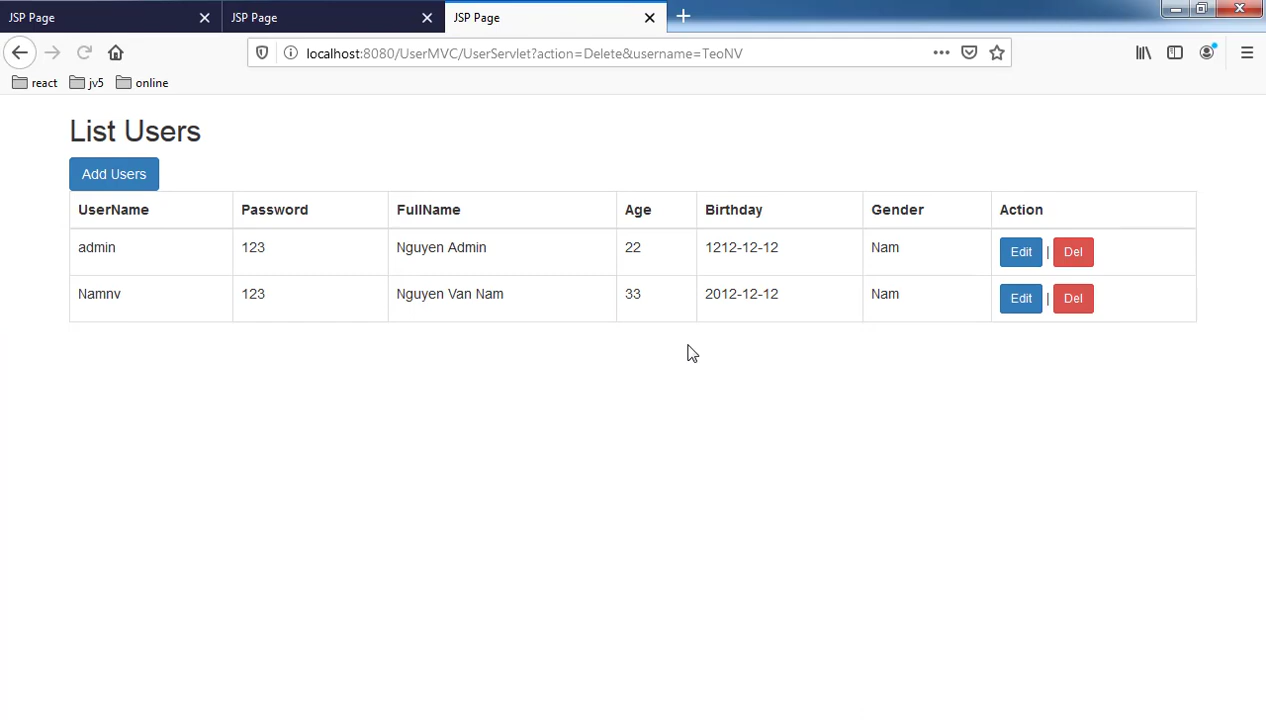 JSP Page JSP Page JSP Page
localhost:8080/UserMVC/UserServlet?action=Delete&username=TeoNV
react jv5 online
List Users
Add Users
UserName Password FullName Age Birthday Gender Action
admin 123 Nguyen Admin 22 1212-12-12 Nam Edit | Del
Namnv 123 Nguyen Van Nam 33 2012-12-12 Nam Edit | Del